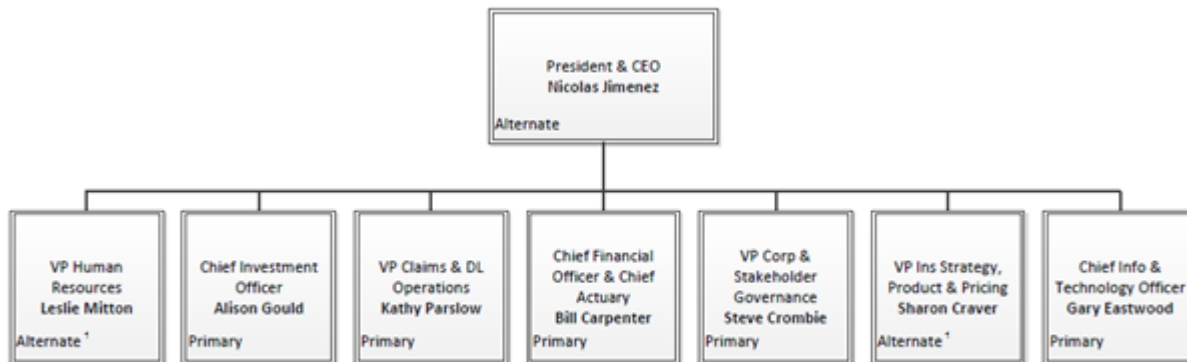 President & CEO
Nicolas Jimenez
Alternate
VP Human
Resources
Leslie Mitton
Alternate †
Chief Investment
Officer
Alison Gould
Primary
VP Claims & DL
Operations
Kathy Parslow
Primary
Chief Financial
Officer & Chief
Actuary
Bill Carpenter
Primary
VP Corp &
Stakeholder
Governance
Steve Crombie
Primary
VP Ins Strategy,
Product & Pricing
Sharon Craver
Alternate †
Chief Info &
Technology Officer
Gary Eastwood
Primary